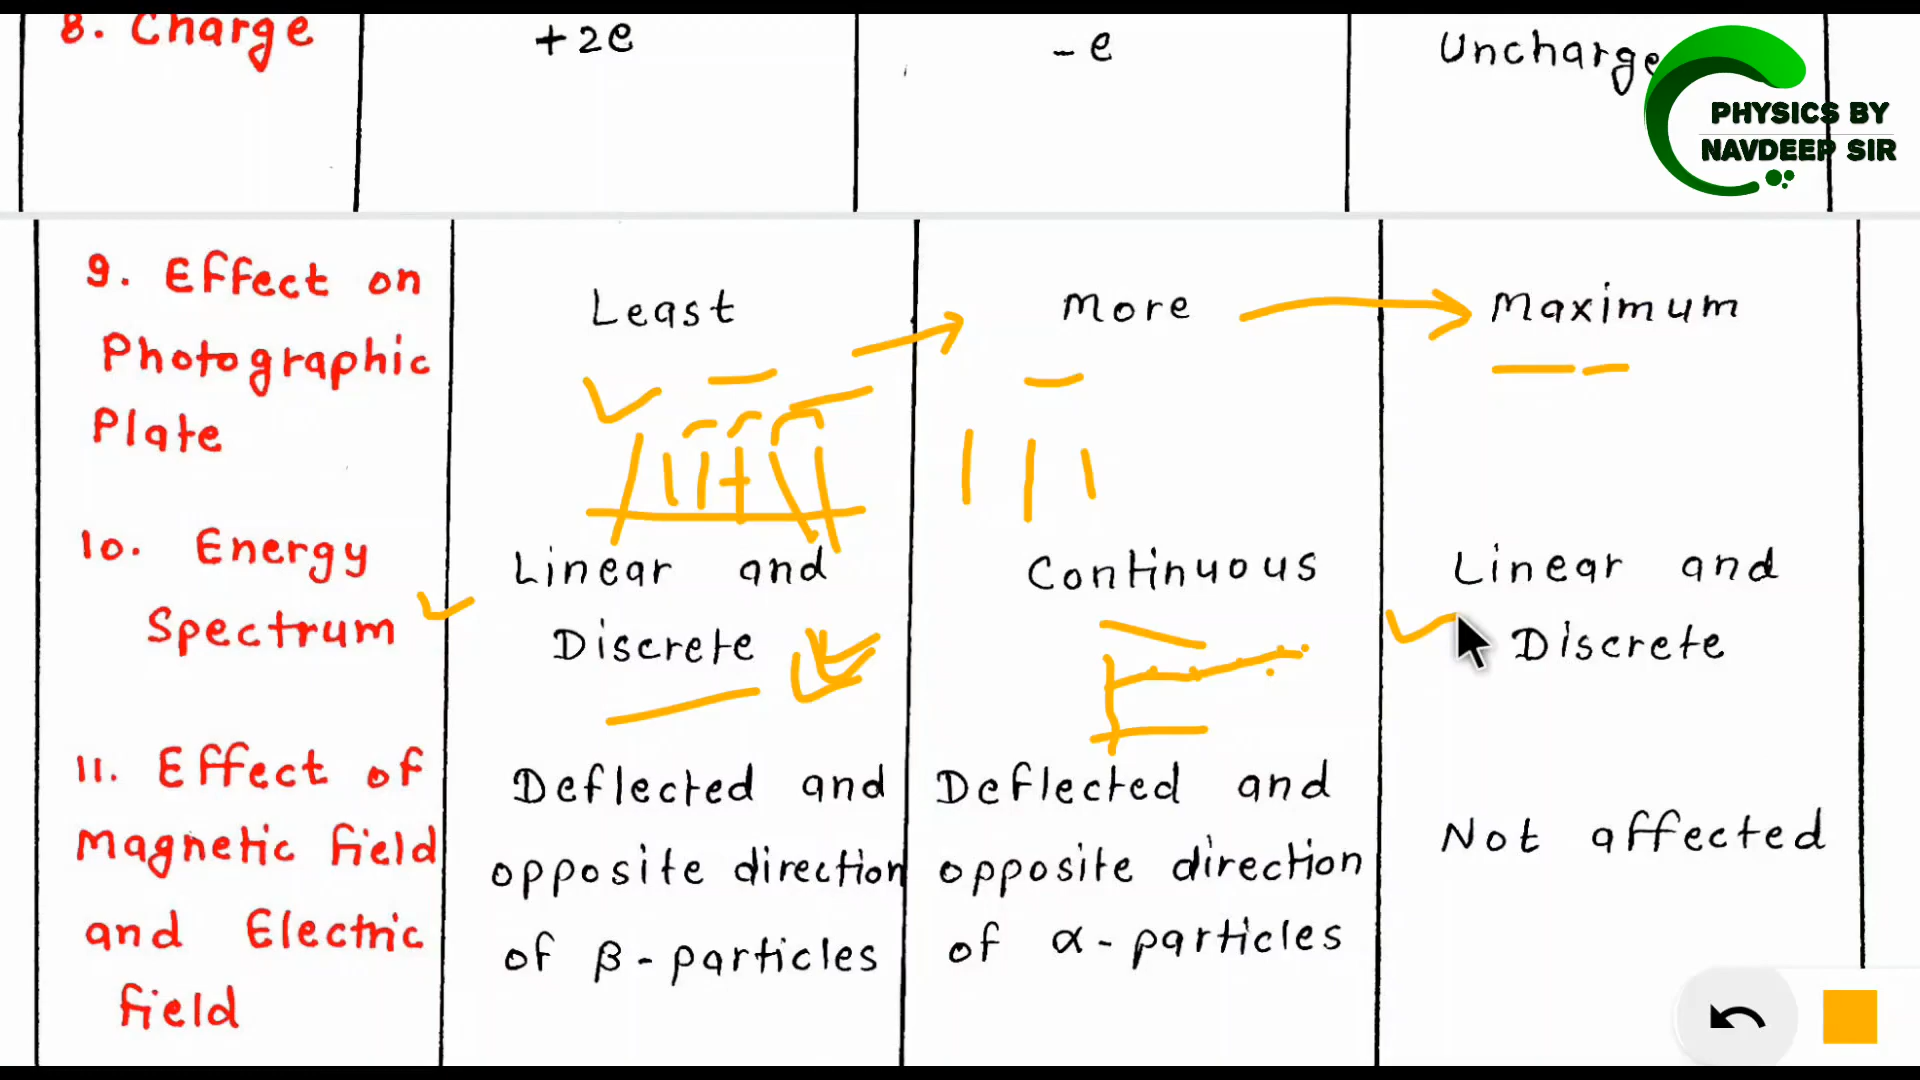 8. Charge
+2e
-e
Uncharge
PHYSICS BY
NAVDEEP SIR
9. Effect on
Photographic
Plate
Least
More
Maximum
10. Energy
Spectrum
Linear and
Discrete
Continuous
Linear and
Discrete
11. Effect of
Magnetic field
and Electric
field
Deflected and
opposite direction
of β-particles
Deflected and
opposite direction
of α-particles
Not affected